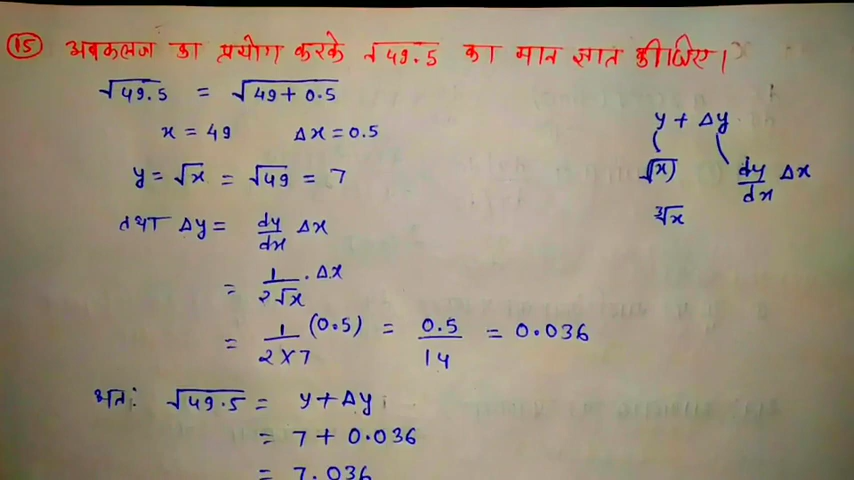 (15) अवकलज का प्रयोग करके √49.5 का मान ज्ञात कीजिए।
√49.5 = √49+0.5
x = 49 Δx = 0.5
y = √x = √49 = 7
तथा Δy = dy/dx Δx
= 1/2√x · Δx
= 1/2×7 (0.5) = 0.5/14 = 0.036
अतः √49.5 = y + Δy
= 7 + 0.036
= 7.036
y + Δy
√x) dy/dx Δx
∛x